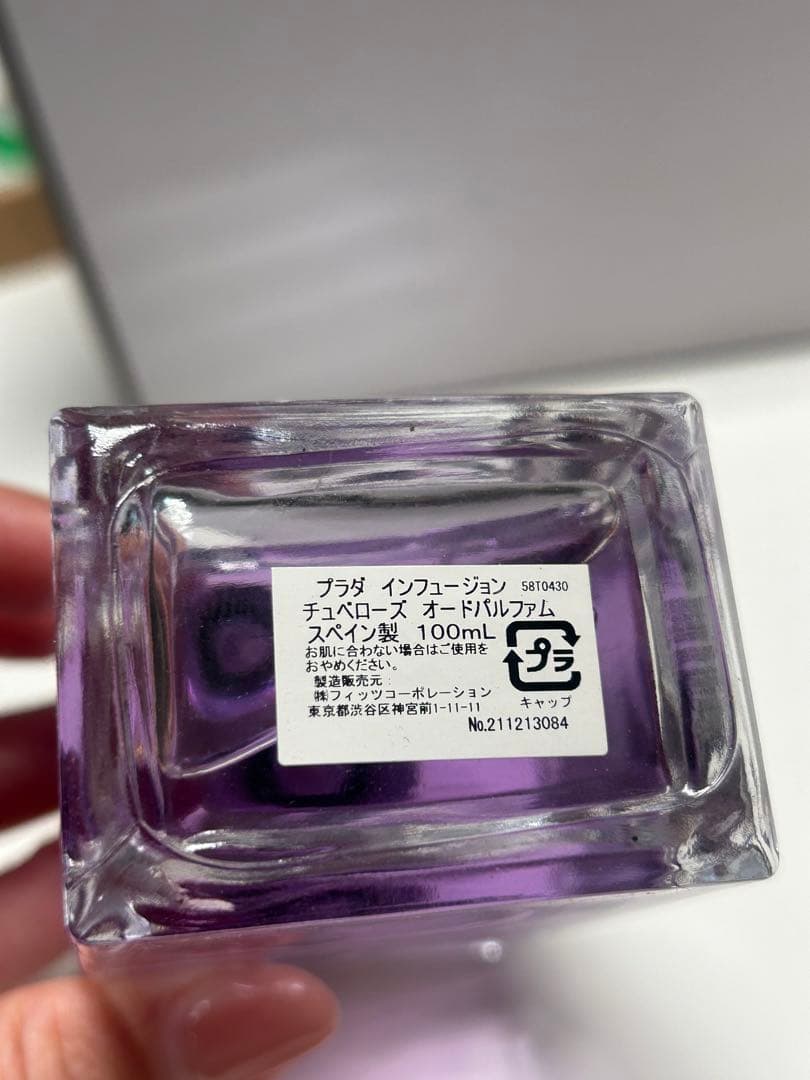 プラダ インフュージョン 58T0430
チュベローズ オードパルファム
スペイン製 100mL
お肌に合わない場合はご使用を
おやめください。
製造販売元:
㈱フィッツコーポレーション
東京都渋谷区神宮前1-11-11
プラ
キャップ
No.211213084